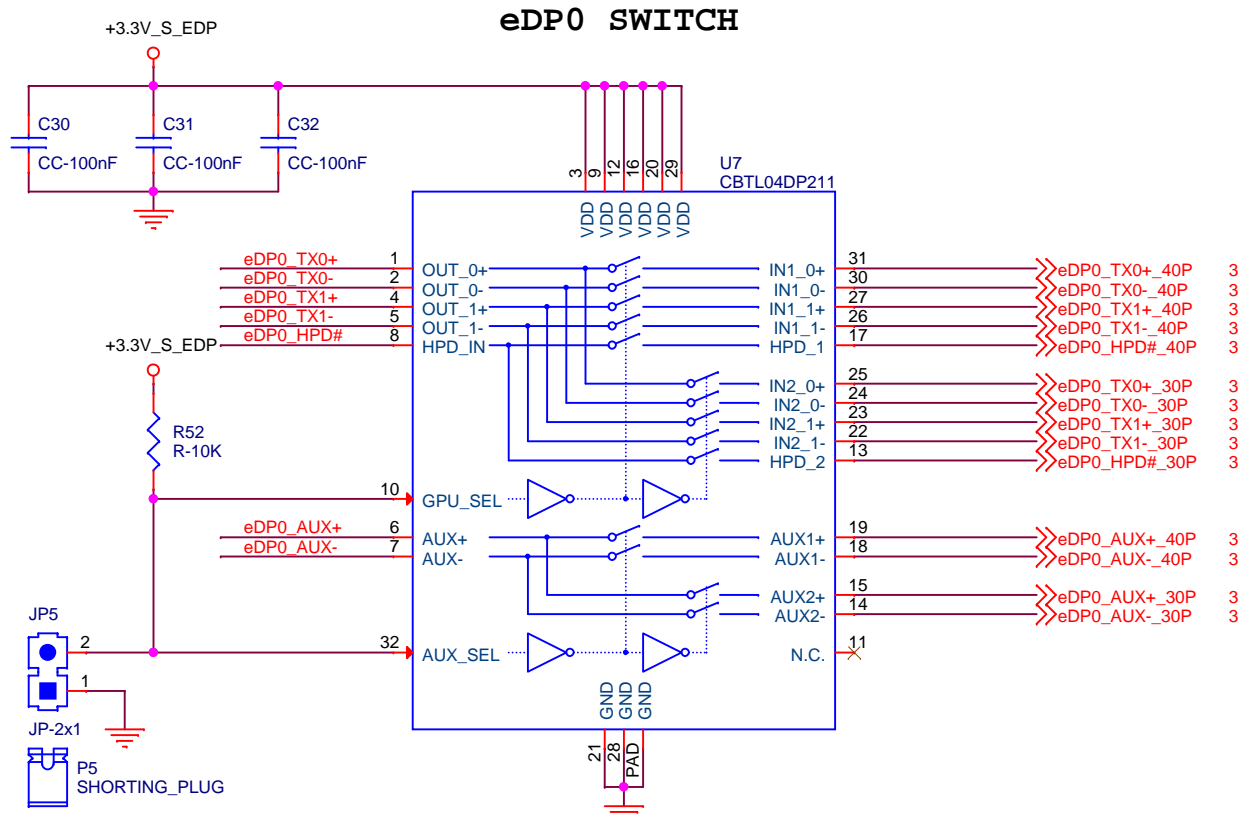 eDP0 SWITCH
+3.3V_S_EDP
C30
CC-100nF
C31
CC-100nF
C32
CC-100nF
U7
CBTL04DP211
3
9
12
16
20
29
VDD
VDD
VDD
VDD
VDD
VDD
eDP0_TX0+ 1 OUT_0+ IN1_0+ 31 eDP0_TX0+_40P 3
eDP0_TX0- 2 OUT_0- IN1_0- 30 eDP0_TX0-_40P 3
eDP0_TX1+ 4 OUT_1+ IN1_1+ 27 eDP0_TX1+_40P 3
eDP0_TX1- 5 OUT_1- IN1_1- 26 eDP0_TX1-_40P 3
eDP0_HPD# 8 HPD_IN HPD_1 17 eDP0_HPD#_40P 3
+3.3V_S_EDP
IN2_0+ 25 eDP0_TX0+_30P 3
IN2_0- 24 eDP0_TX0-_30P 3
IN2_1+ 23 eDP0_TX1+_30P 3
IN2_1- 22 eDP0_TX1-_30P 3
HPD_2 13 eDP0_HPD#_30P 3
R52
R-10K
10 GPU_SEL
eDP0_AUX+ 6 AUX+ AUX1+ 19 eDP0_AUX+_40P 3
eDP0_AUX- 7 AUX- AUX1- 18 eDP0_AUX-_40P 3
AUX2+ 15 eDP0_AUX+_30P 3
AUX2- 14 eDP0_AUX-_30P 3
JP5
2
32 AUX_SEL N.C. 11
1
JP-2x1
GND
GND
GND
21
28
PAD
P5
SHORTING_PLUG